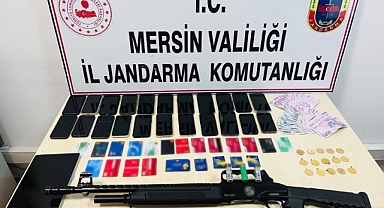 T.C.
MERSİN VALİLİĞİ
İL JANDARMA KOMUTANLIĞI